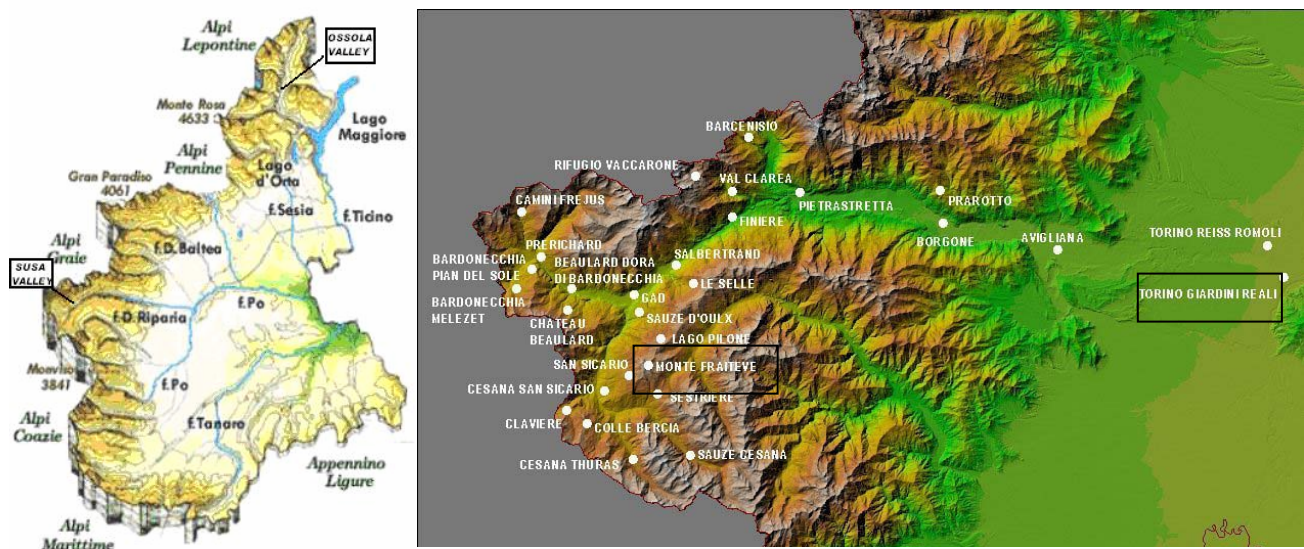 Alpi
Lepontine
OSSOLA
VALLEY
Monte Rosa
4633
Lago
Maggiore
Alpi
Pennine
Lago
d'Orta
Gran Paradiso
4061
f.Sesia
f.Ticino
f.D.Baltea
Alpi
Graie
SUSA
VALLEY
f.Po
f.D.Riparia
Monviso
3841
f.Po
f.Tanaro
Alpi
Coazie
Appennino
Ligure
Alpi
Marittime
BARCENISIO
RIFUGIO VACCARONE
VAL CLAREA
CAMINI FREJUS
PIETRASTRETTA
PRAROTTO
FINIERE
BORGONE
AVIGLIANA
TORINO REISS ROMOLI
PRERICHARD
BARDONECCHIA
PIAN DEL SOLE
BEAULARD DORA
DI BARDONECCHIA
SALBERTRAND
LE SELLE
TORINO GIARDINI REALI
BARDONECCHIA
MELEZET
GAD
CHATEAU
BEAULARD
SAUZE D'OULX
LAGO PILONE
SAN SICARIO
MONTE FRAITEVE
CESANA SAN SICARIO
SESTRIERE
CLAVIERE
COLLE BERCIA
CESANA THURAS
SAUZE CESANA